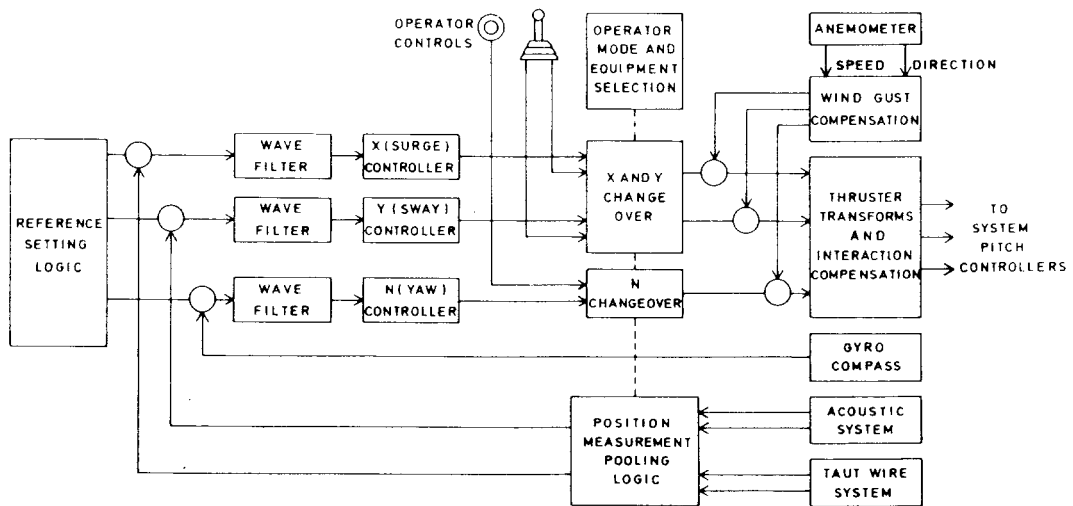 OPERATOR
CONTROLS
OPERATOR
MODE AND
EQUIPMENT
SELECTION
ANEMOMETER
SPEED
DIRECTION
WIND GUST
COMPENSATION
REFERENCE
SETTING
LOGIC
WAVE
FILTER
X (SURGE)
CONTROLLER
X AND Y
CHANGE
OVER
WAVE
FILTER
Y (SWAY)
CONTROLLER
WAVE
FILTER
N (YAW)
CONTROLLER
N
CHANGEOVER
THRUSTER
TRANSFORMS
AND
INTERACTION
COMPENSATION
TO
SYSTEM
PITCH
CONTROLLERS
GYRO
COMPASS
POSITION
MEASUREMENT
POOLING
LOGIC
ACOUSTIC
SYSTEM
TAUT WIRE
SYSTEM